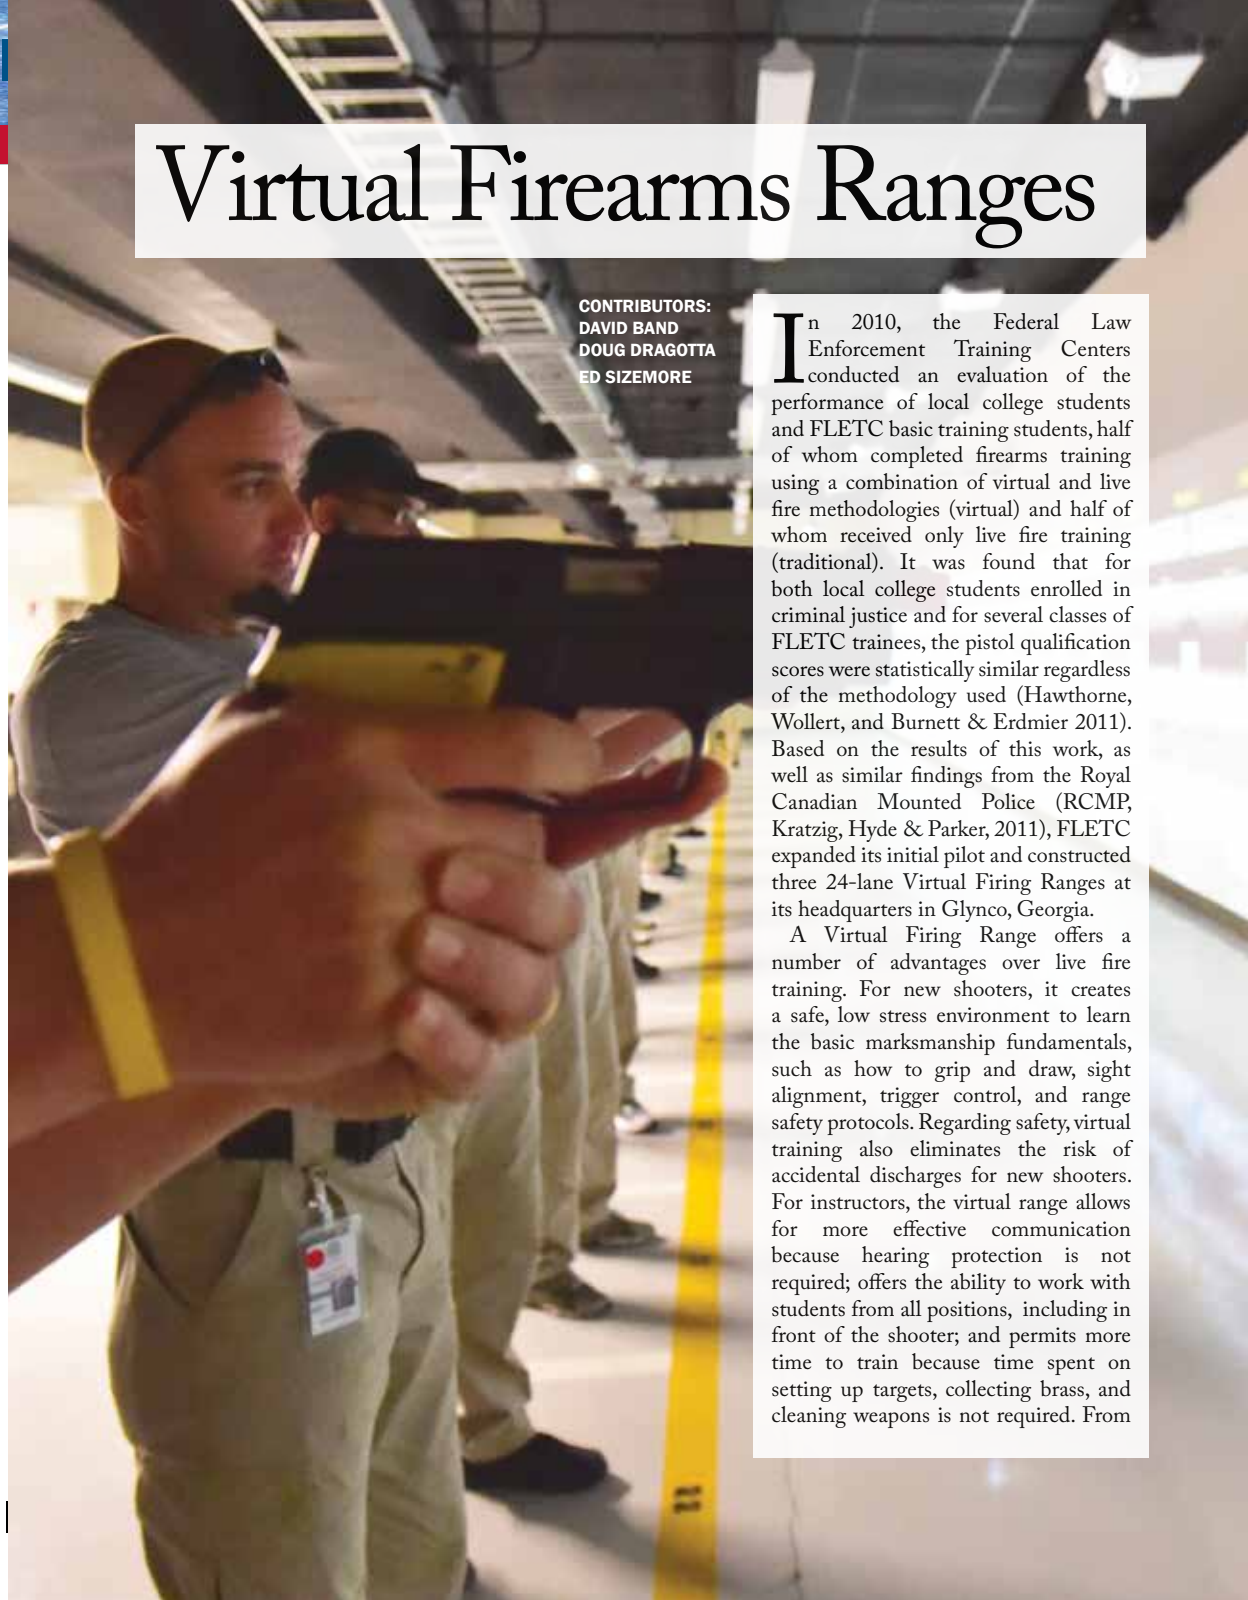 Virtual Firearms Ranges
CONTRIBUTORS:
DAVID BAND
DOUG DRAGOTTA
ED SIZEMORE
In 2010, the Federal Law
Enforcement Training Centers
conducted an evaluation of the
performance of local college students
and FLETC basic training students, half
of whom completed firearms training
using a combination of virtual and live
fire methodologies (virtual) and half of
whom received only live fire training
(traditional). It was found that for
both local college students enrolled in
criminal justice and for several classes of
FLETC trainees, the pistol qualification
scores were statistically similar regardless
of the methodology used (Hawthorne,
Wollert, and Burnett & Erdmier 2011).
Based on the results of this work, as
well as similar findings from the Royal
Canadian Mounted Police (RCMP,
Kratzig, Hyde & Parker, 2011), FLETC
expanded its initial pilot and constructed
three 24-lane Virtual Firing Ranges at
its headquarters in Glynco, Georgia.
A Virtual Firing Range offers a
number of advantages over live fire
training. For new shooters, it creates
a safe, low stress environment to learn
the basic marksmanship fundamentals,
such as how to grip and draw, sight
alignment, trigger control, and range
safety protocols. Regarding safety, virtual
training also eliminates the risk of
accidental discharges for new shooters.
For instructors, the virtual range allows
for more effective communication
because hearing protection is not
required; offers the ability to work with
students from all positions, including in
front of the shooter; and permits more
time to train because time spent on
setting up targets, collecting brass, and
cleaning weapons is not required. From